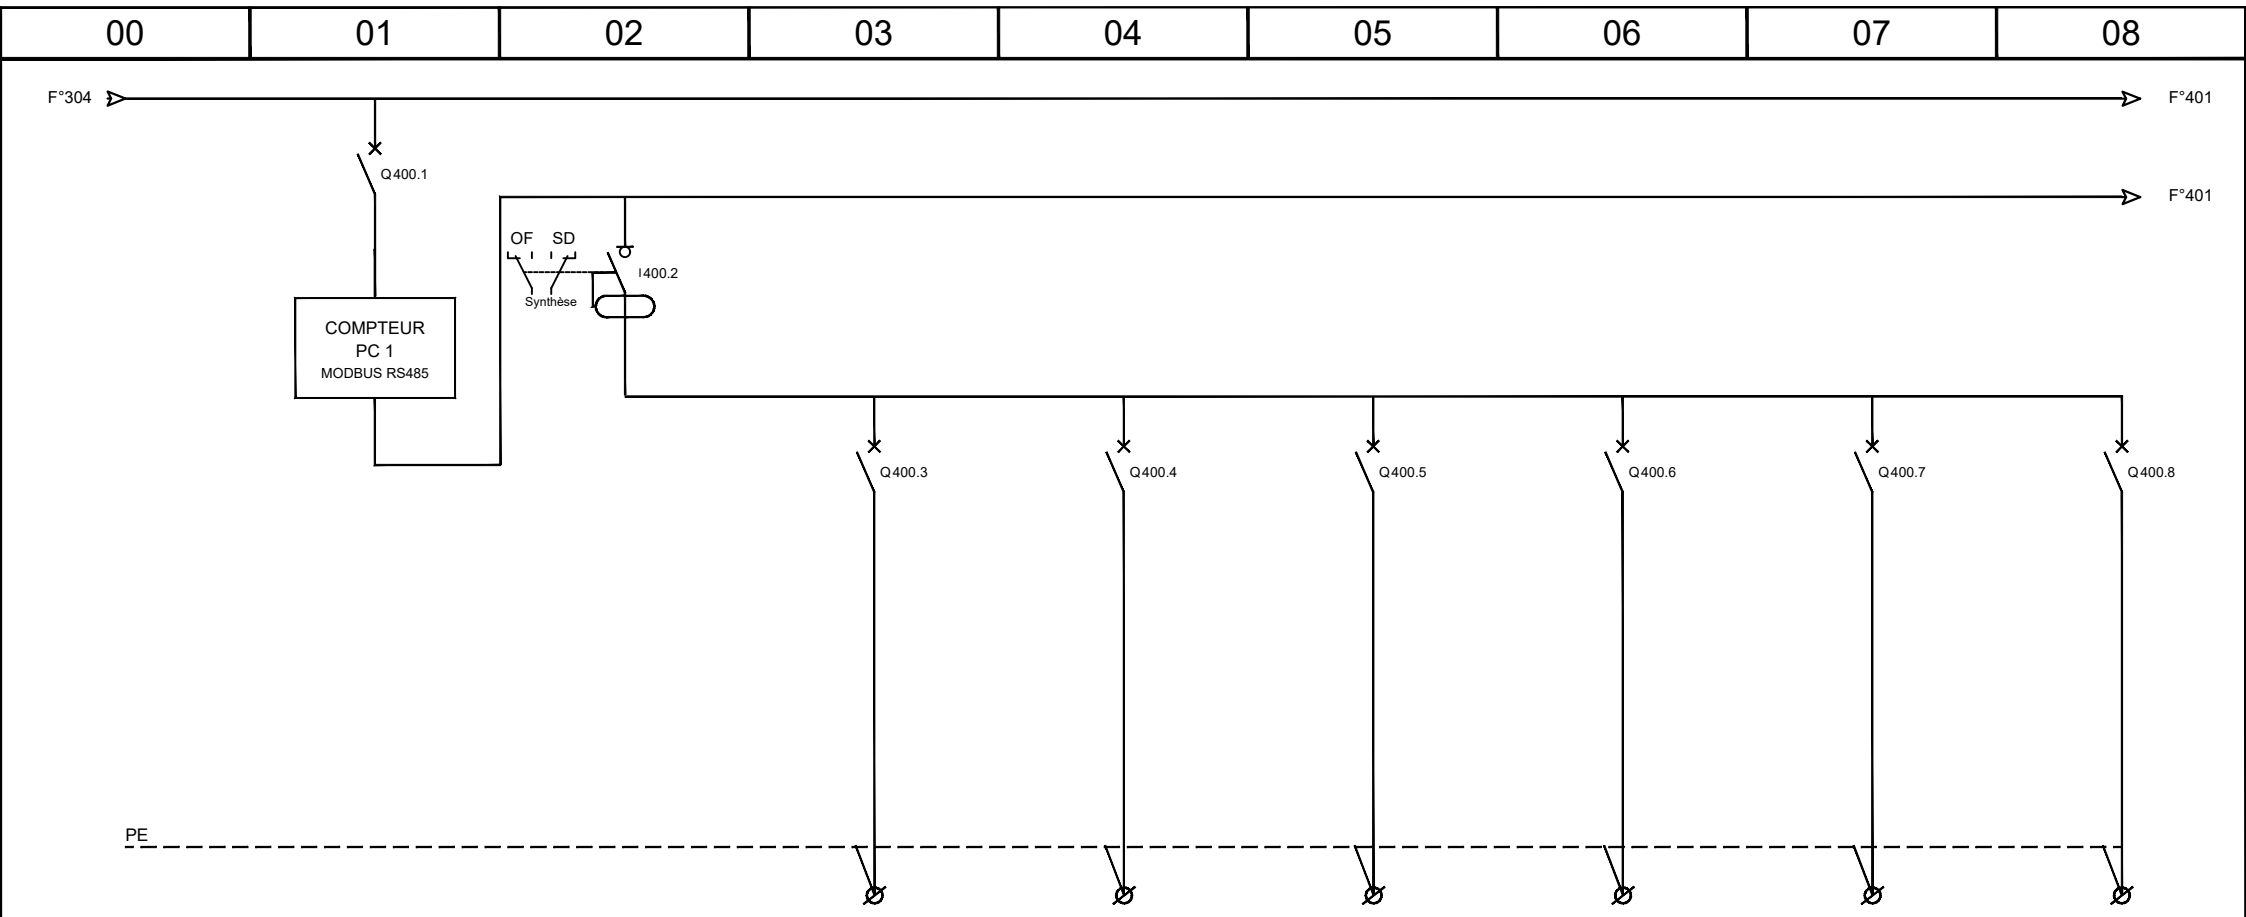 00 01 02 03 04 05 06 07 08
F°304 F°401
Q400.1
F°401
OF SD
I400.2
Synthèse
COMPTEUR
PC 1
MODBUS RS485
Q400.3 Q400.4 Q400.5 Q400.6 Q400.7 Q400.8
PE